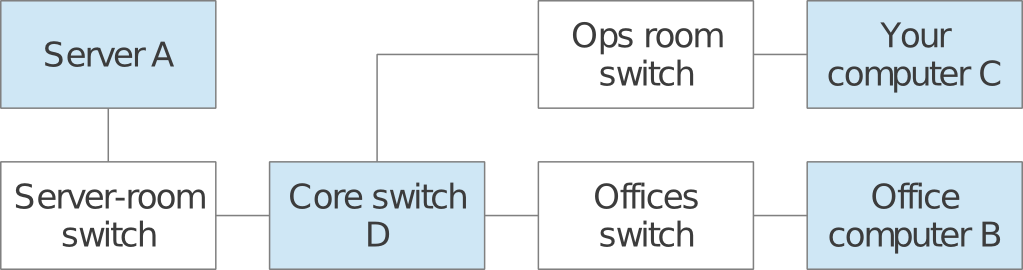 Server A
Ops room
switch
Your
computer C
Server-room
switch
Core switch
D
Offices
switch
Office
computer B